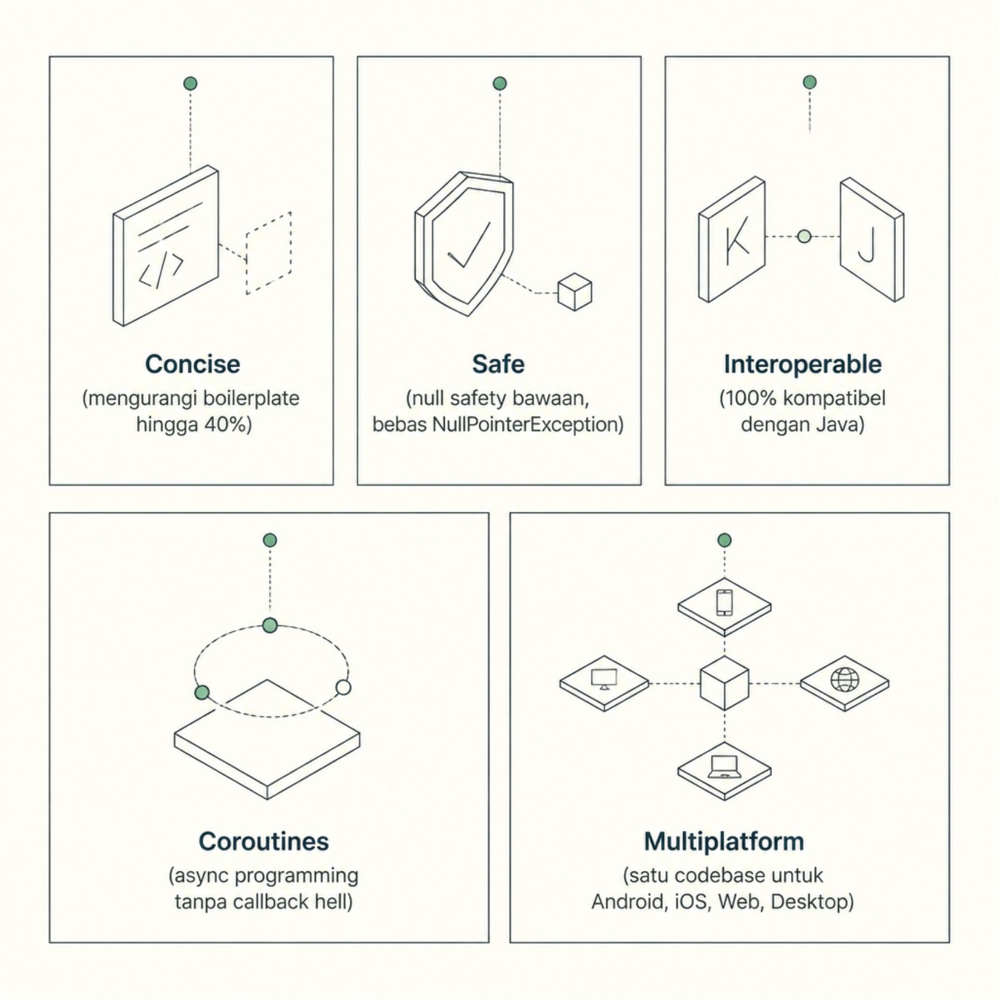 </>
Concise
(mengurangi boilerplate
hingga 40%)
Safe
(null safety bawaan,
bebas NullPointerException)
K
J
Interoperable
(100% kompatibel
dengan Java)
Coroutines
(async programming
tanpa callback hell)
Multiplatform
(satu codebase untuk
Android, iOS, Web, Desktop)